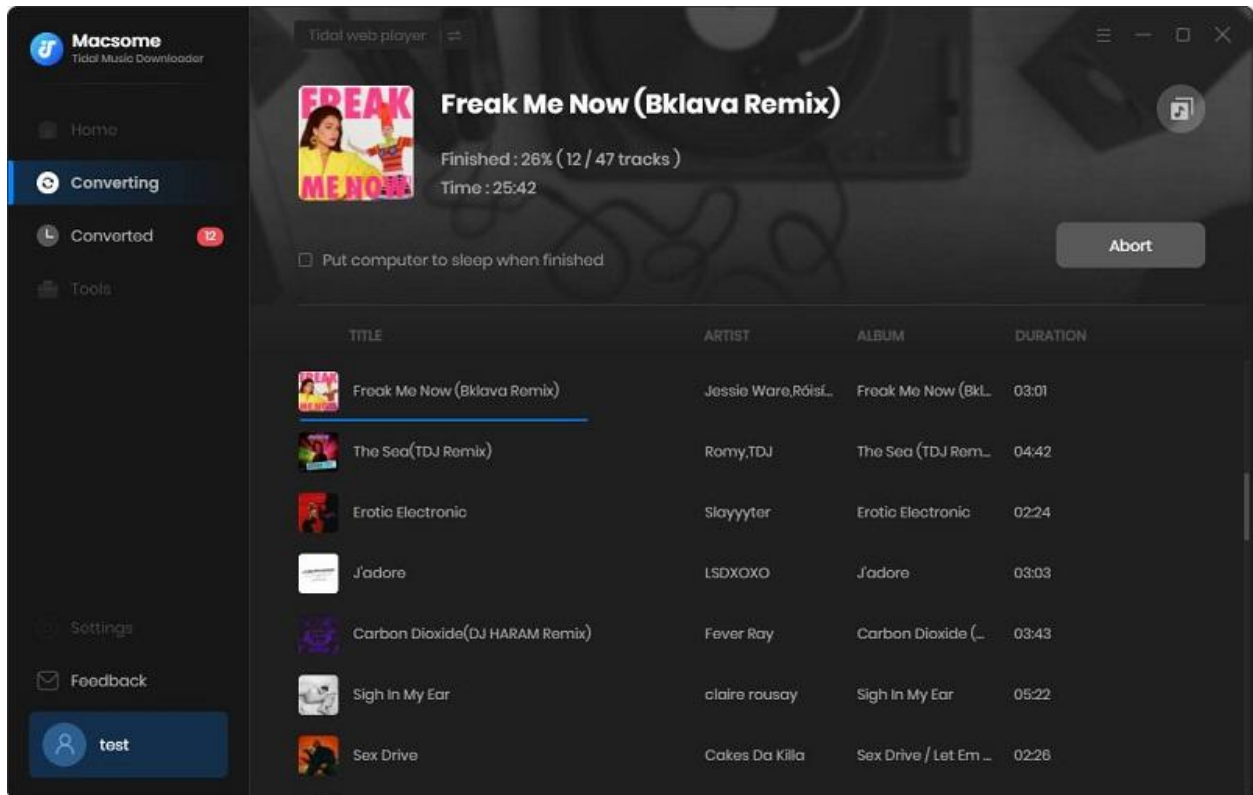 Macsome
Tidal Music Downloader
Tidal web player
Home
Converting
Converted 12
Tools
Settings
Feedback
test
FREAK
ME NOW
Freak Me Now (Bklava Remix)
Finished : 26% ( 12 / 47 tracks )
Time : 25:42
Put computer to sleep when finished
Abort
TITLE ARTIST ALBUM DURATION
FREAK
ME NOW
Freak Me Now (Bklava Remix) Jessie Ware,Róisí... Freak Me Now (Bkl... 03:01
The Sea(TDJ Remix) Romy,TDJ The Sea (TDJ Rem... 04:42
Erotic Electronic Slayyyter Erotic Electronic 02:24
J'adore LSDXOXO J'adore 03:03
Carbon Dioxide(DJ HARAM Remix) Fever Ray Carbon Dioxide (... 03:43
Sigh In My Ear claire rousay Sigh In My Ear 05:22
Sex Drive Cakes Da Killa Sex Drive / Let Em ... 02:26